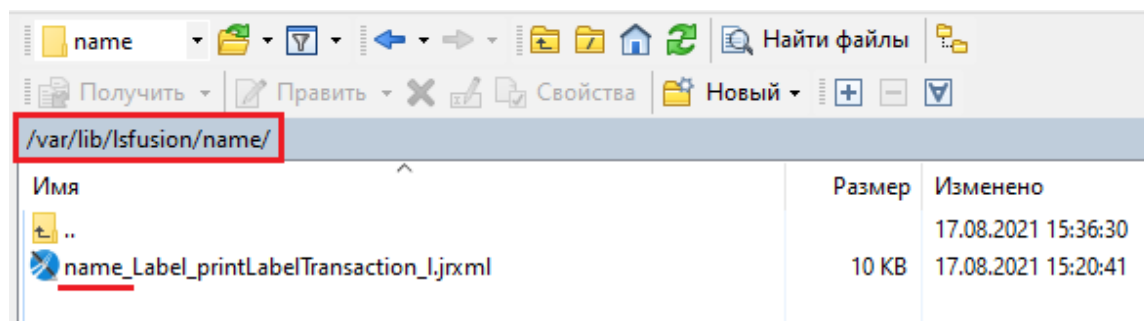 name Найти файлы
Получить Править Свойства Новый
/var/lib/lsfusion/name/
Имя Размер Изменено
.. 17.08.2021 15:36:30
name_Label_printLabelTransaction_l.jrxml 10 KB 17.08.2021 15:20:41